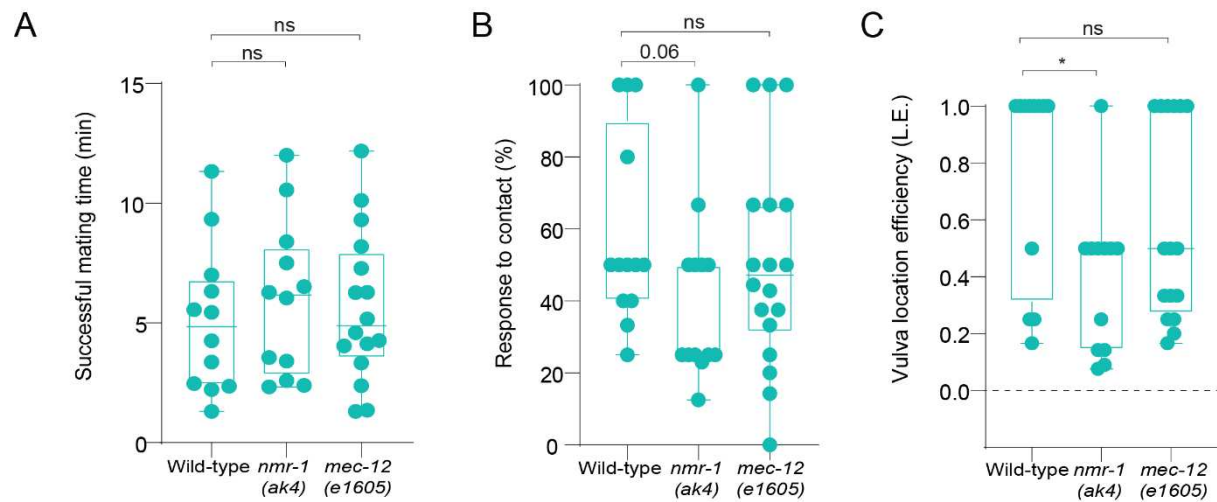 A
ns
ns
Successful mating time (min)
15
10
5
0
Wild-type
nmr-1
(ak4)
mec-12
(e1605)
B
ns
0.06
Response to contact (%)
100
80
60
40
20
0
Wild-type
nmr-1
(ak4)
mec-12
(e1605)
C
ns
*
Vulva location efficiency (L.E.)
1.0
0.8
0.6
0.4
0.2
0.0
Wild-type
nmr-1
(ak4)
mec-12
(e1605)